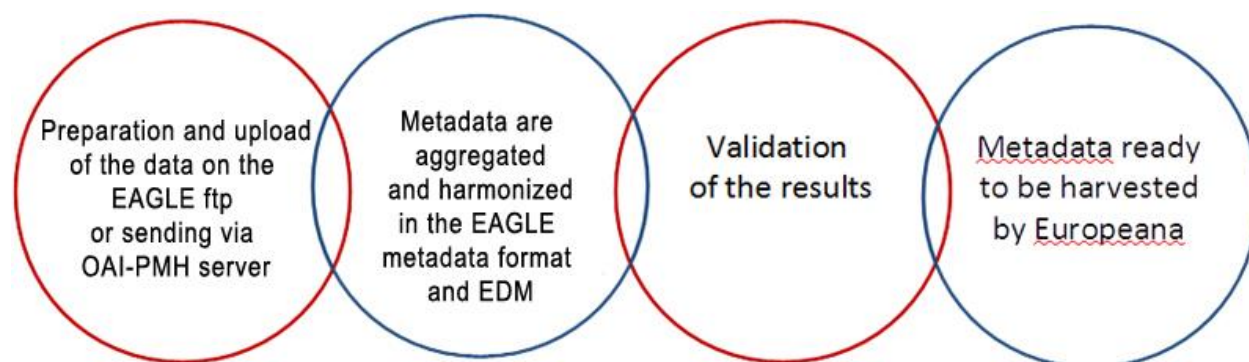 Preparation and upload
of the data on the
EAGLE ftp
or sending via
OAI-PMH server
Metadata are
aggregated
and harmonized
in the EAGLE
metadata format
and EDM
Validation
of the results
Metadata ready
to be harvested
by Europeana